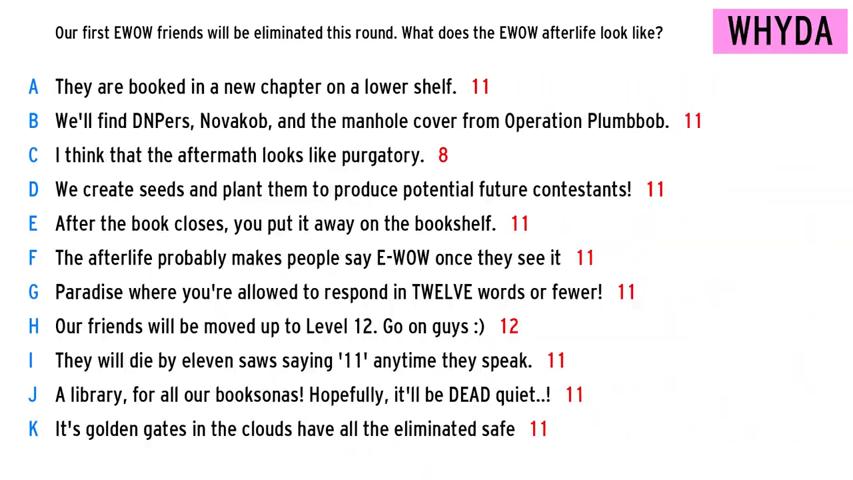 Our first EWOW friends will be eliminated this round. What does the EWOW afterlife look like?
WHYDA
A They are booked in a new chapter on a lower shelf. 11
B We'll find DNPers, Novakob, and the manhole cover from Operation Plumbbob. 11
C I think that the aftermath looks like purgatory. 8
D We create seeds and plant them to produce potential future contestants! 11
E After the book closes, you put it away on the bookshelf. 11
F The afterlife probably makes people say E-WOW once they see it 11
G Paradise where you're allowed to respond in TWELVE words or fewer! 11
H Our friends will be moved up to Level 12. Go on guys :) 12
I They will die by eleven saws saying '11' anytime they speak. 11
J A library, for all our booksonas! Hopefully, it'll be DEAD quiet..! 11
K It's golden gates in the clouds have all the eliminated safe 11